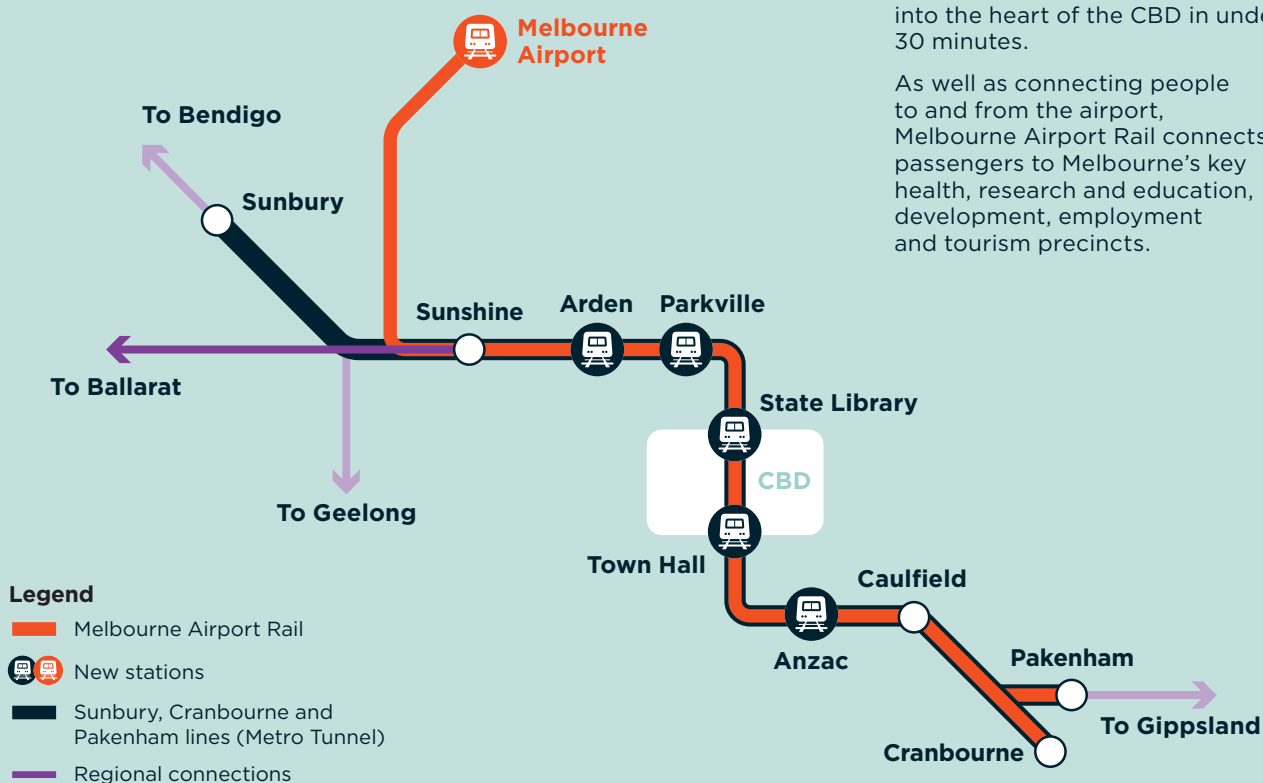 into the heart of the CBD in
30 minutes.
As well as connecting people
to and from the airport,
Melbourne Airport Rail connects
passengers to Melbourne's key
health, research and education,
development, employment
and tourism precincts.
Melbourne
Airport
To Bendigo
Sunbury
Sunshine
Arden
Parkville
To Ballarat
State Library
CBD
To Geelong
Town Hall
Caulfield
Anzac
Pakenham
To Gippsland
Cranbourne
Legend
Melbourne Airport Rail
New stations
Sunbury, Cranbourne and
Pakenham lines (Metro Tunnel)
Regional connections